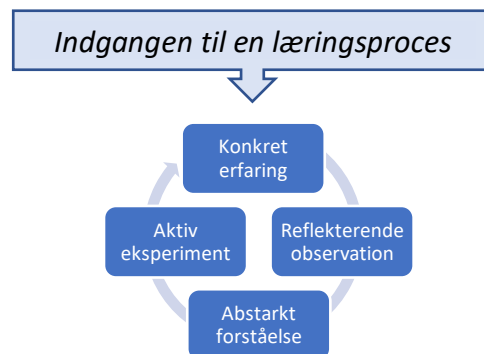 Indgangen til en læringsproces
Konkret
erfaring
Aktiv
eksperiment
Reflekterende
observation
Abstarkt
forståelse